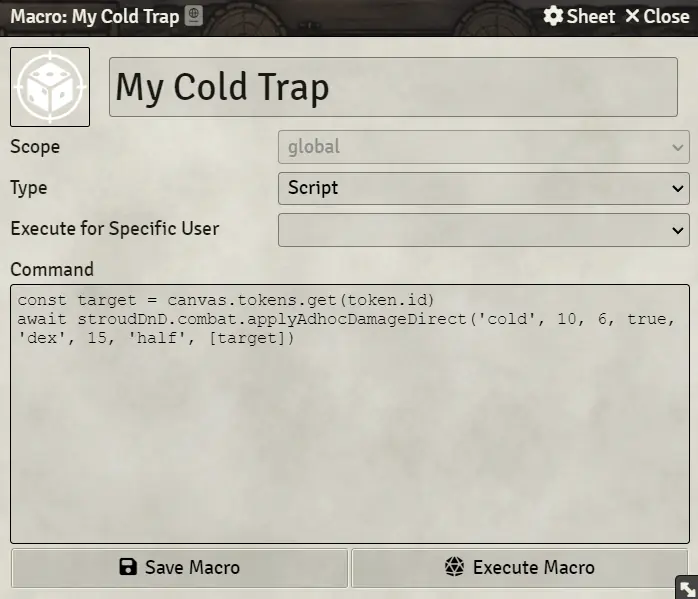 Macro: My Cold Trap Sheet Close
My Cold Trap
Scope global
Type Script
Execute for Specific User
Command
const target = canvas.tokens.get(token.id)
await stroudDnD.combat.applyAdhocDamageDirect('cold', 10, 6, true,
'dex', 15, 'half', [target])
Save Macro Execute Macro